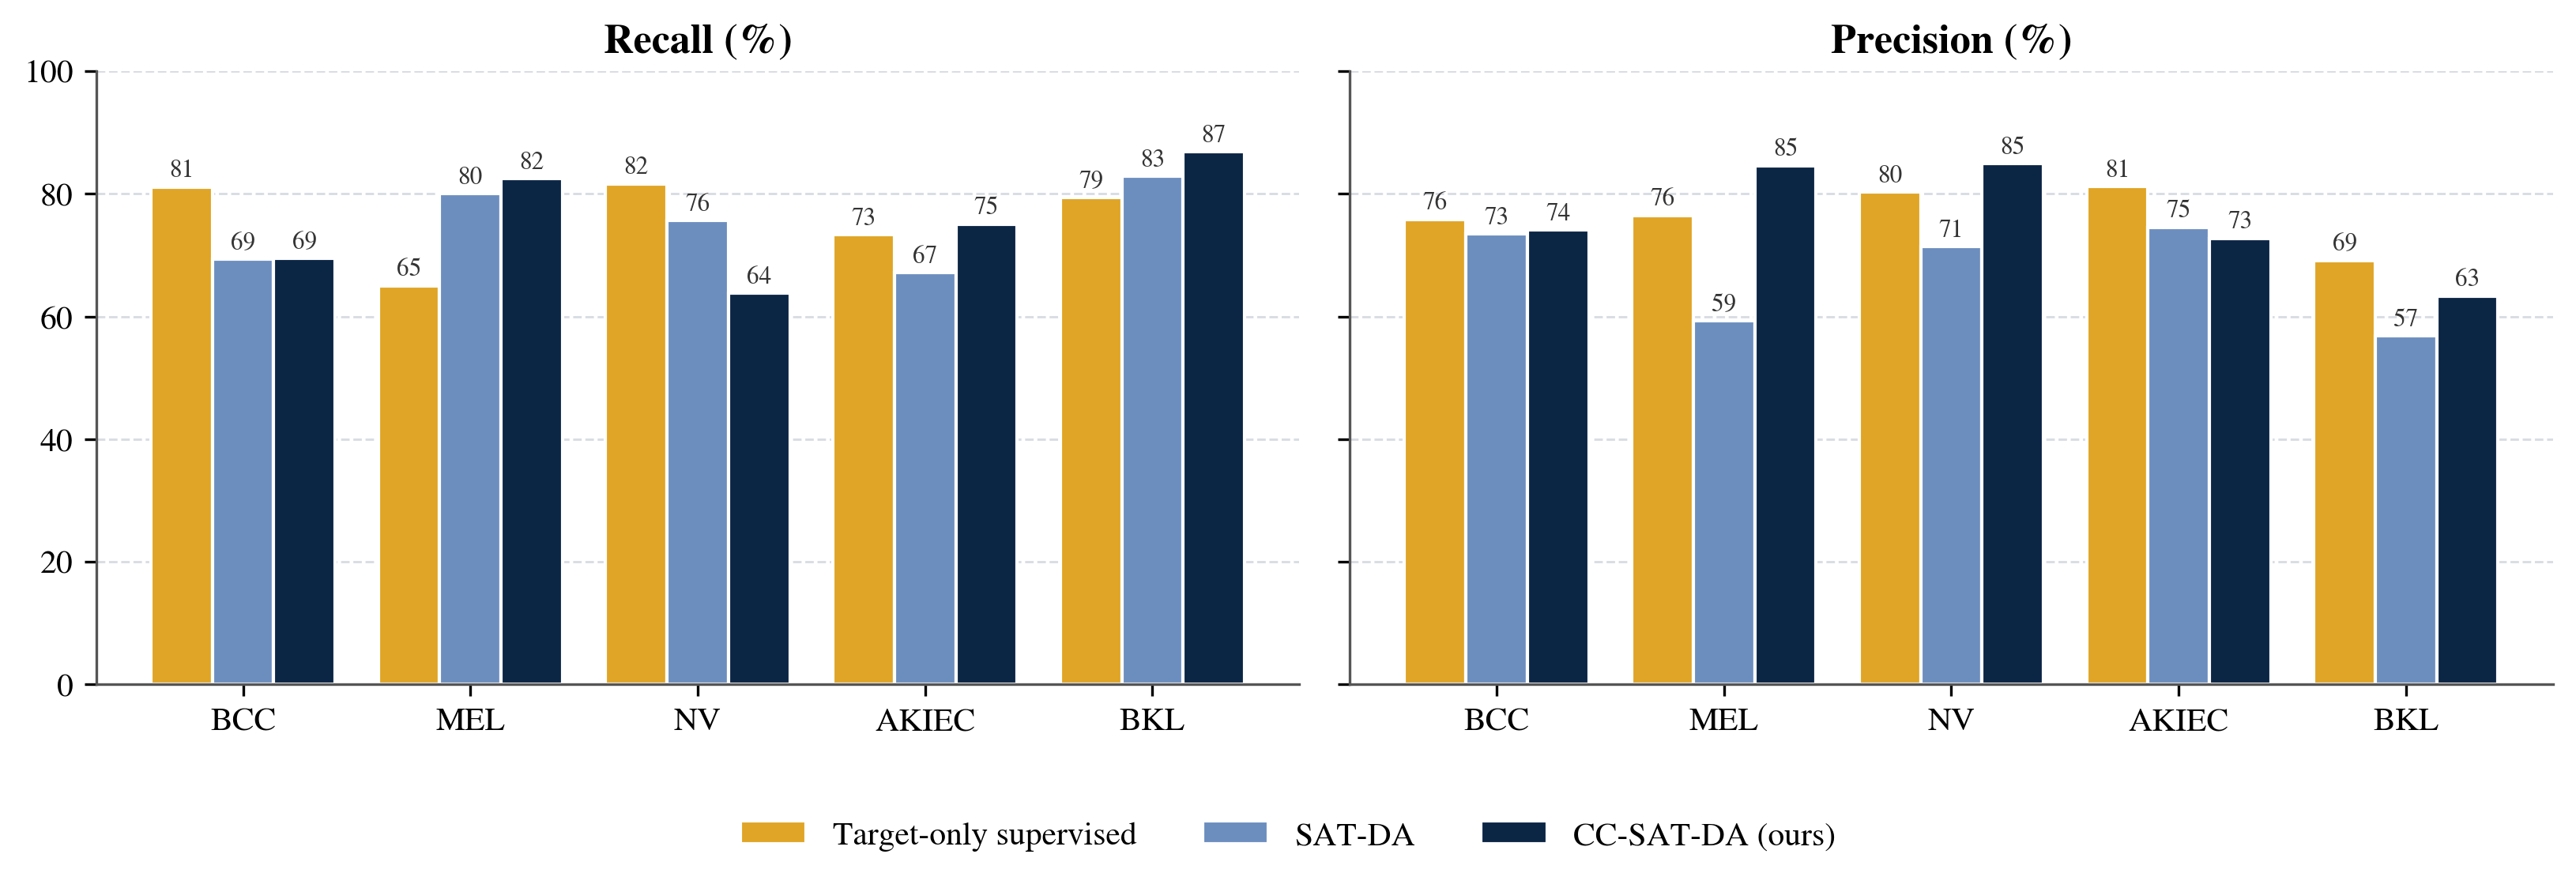 Recall (%)
Precision (%)
100
80
60
40
20
0
81
69
69
65
80
82
82
76
64
73
67
75
79
83
87
76
73
74
76
59
85
80
71
85
81
75
73
69
57
63
BCC
MEL
NV
AKIEC
BKL
BCC
MEL
NV
AKIEC
BKL
Target-only supervised
SAT-DA
CC-SAT-DA (ours)